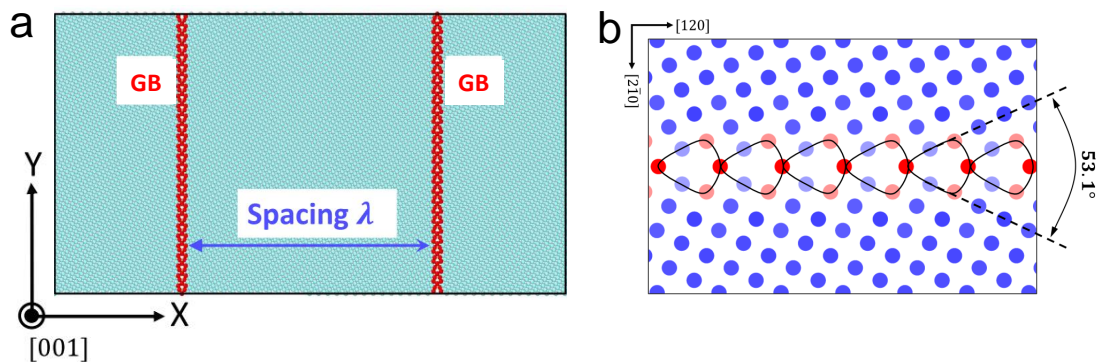 a
GB
GB
Y
Spacing λ
X
[001]
b
[120]
[2̄10]
53.1°